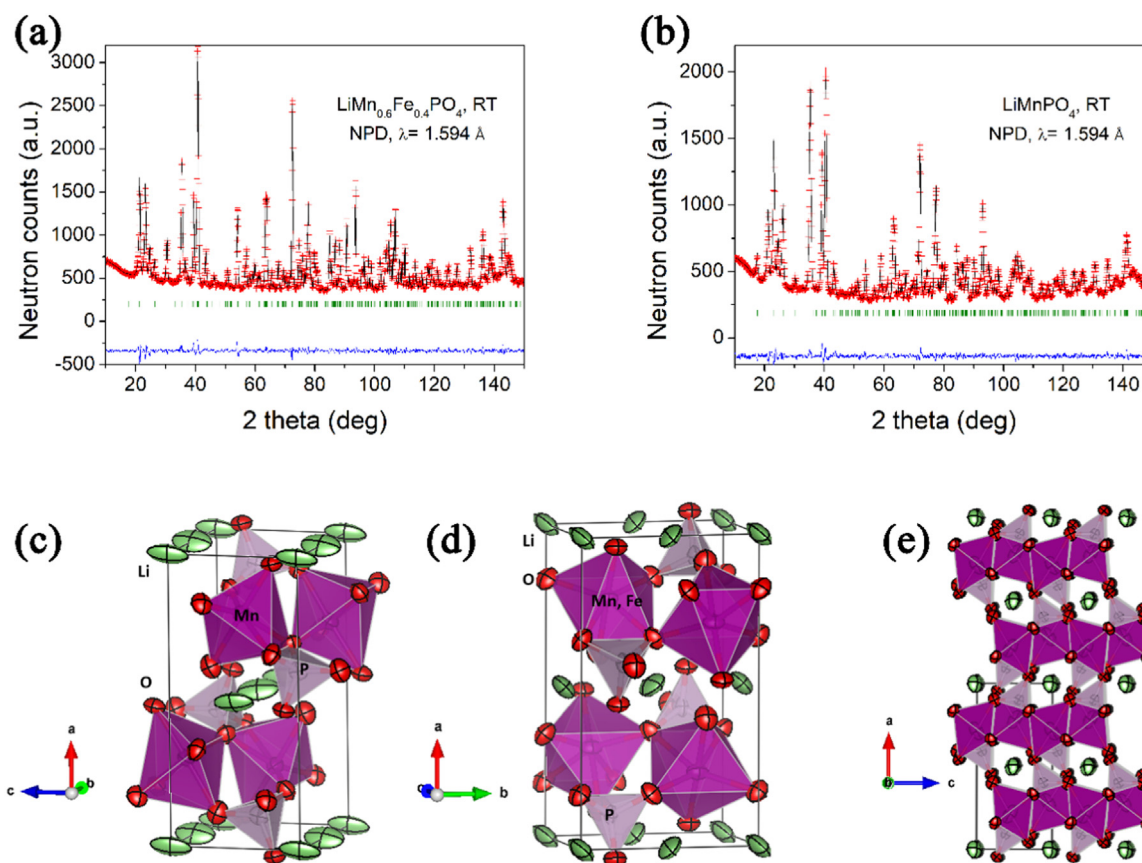 (a)
3000
2500
2000
1500
1000
500
0
-500
20 40 60 80 100 120 140
Neutron counts (a.u.)
2 theta (deg)
LiMn0.6Fe0.4PO4, RT
NPD, λ= 1.594 Å
(b)
2000
1500
1000
500
0
20 40 60 80 100 120 140
Neutron counts (a.u.)
2 theta (deg)
LiMnPO4, RT
NPD, λ= 1.594 Å
(c)
Li
Mn
P
O
a
c
b
(d)
Li
O
Mn, Fe
P
a
c
b
(e)
a
b
c